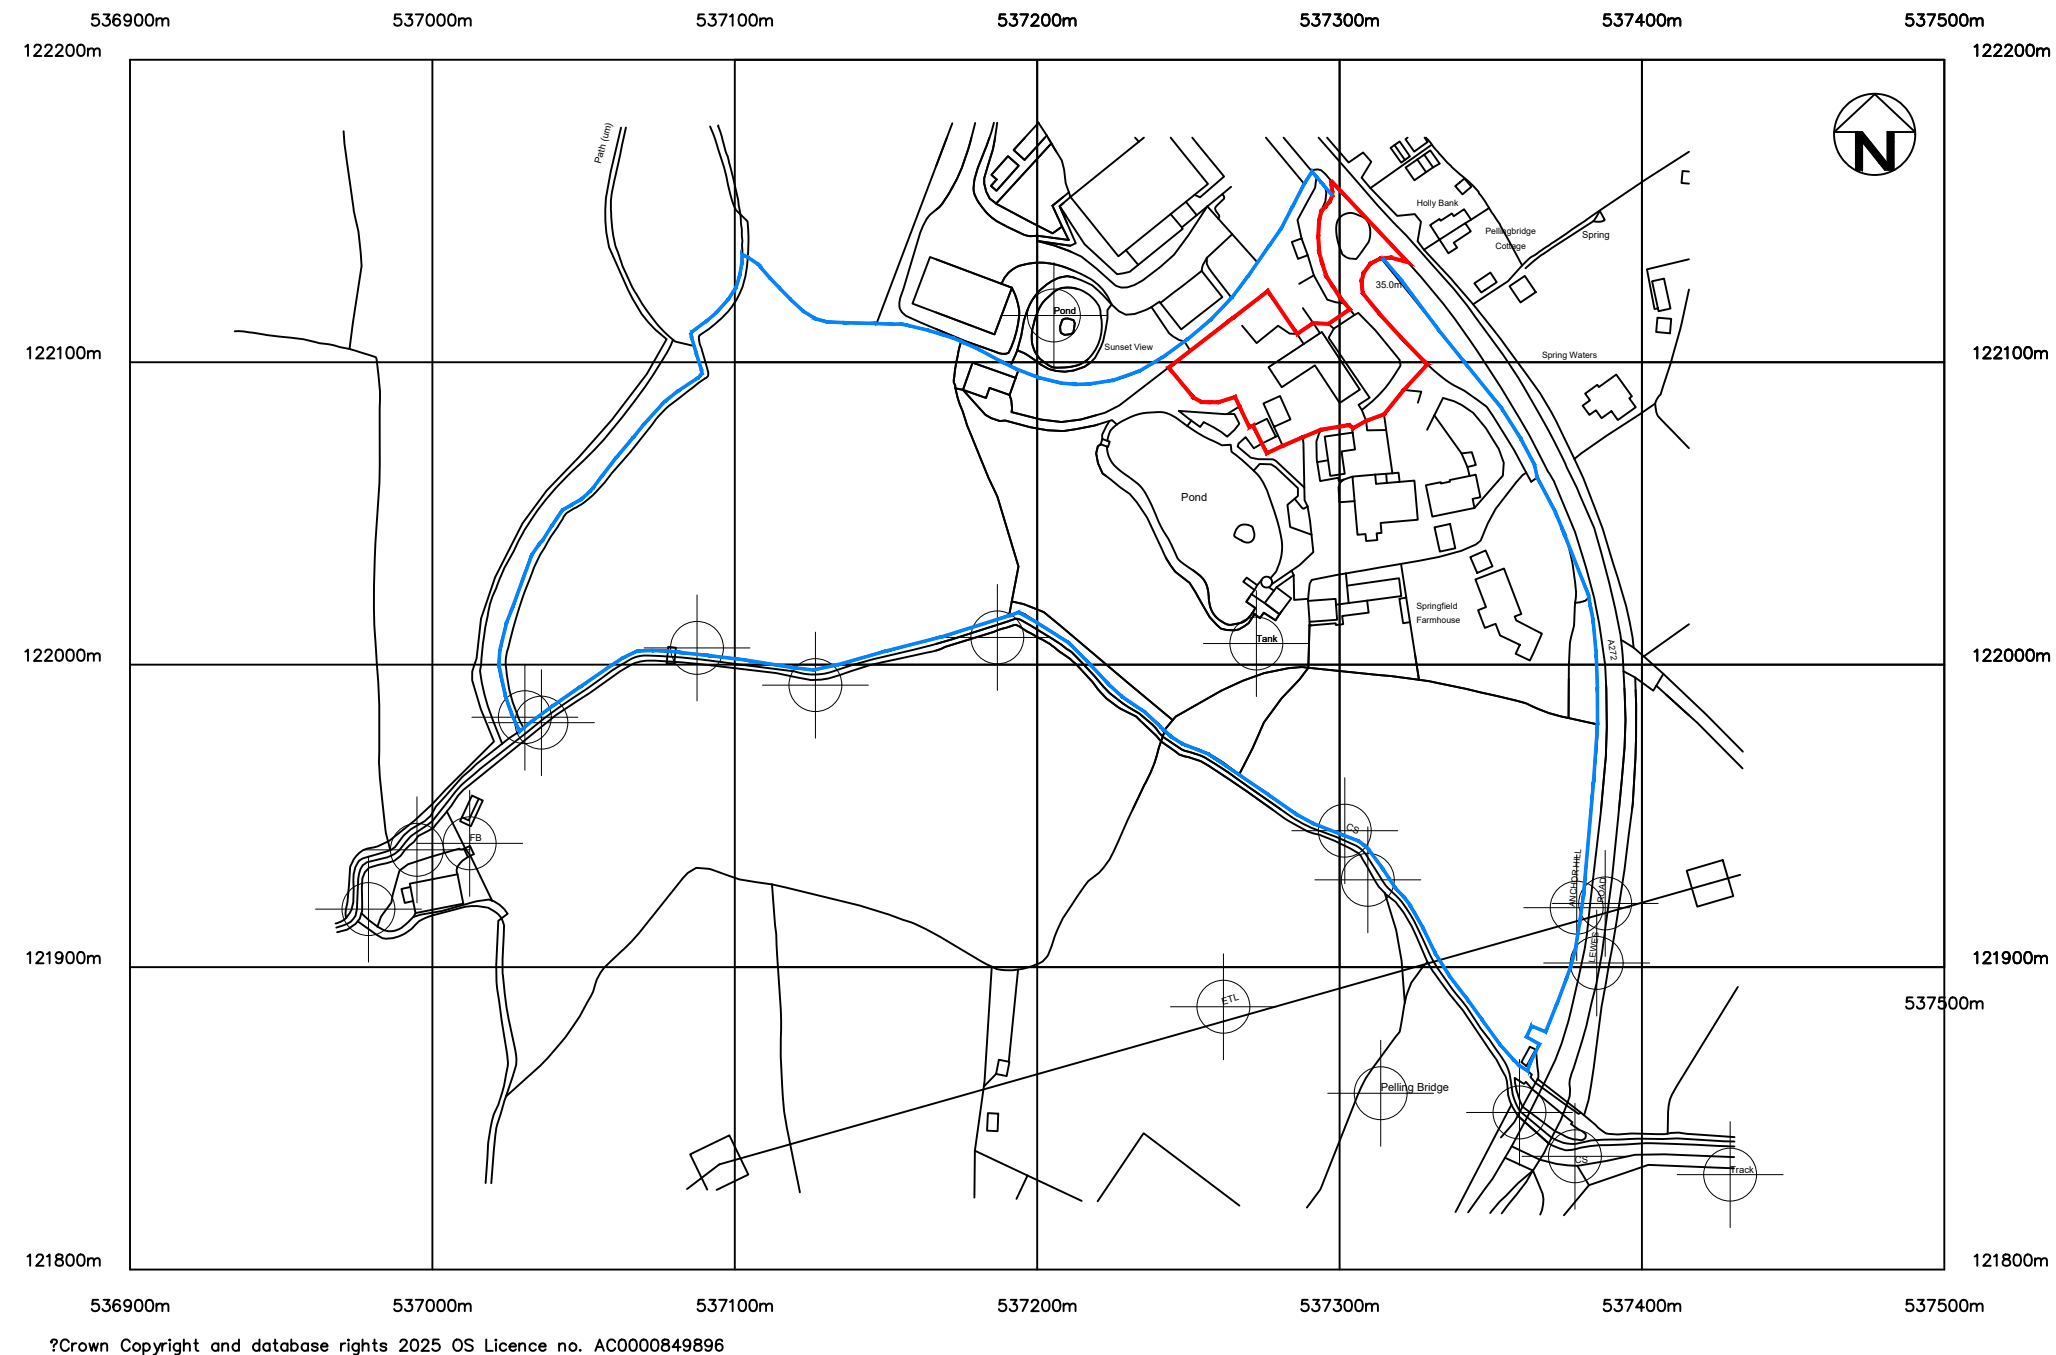 536900m 537000m 537100m 537200m 537300m 537400m 537500m
122200m 122200m
N
Path (um)
Holly Bank
Pellingbridge
Cottage
Spring
35.0m
Pond
Sunset View
Spring Waters
122100m 122100m
Pond
Springfield
Farmhouse
Tank
A272
122000m 122000m
CS
FB
ANCHOR HILL
LEWES ROAD
121900m 121900m
ETL
537500m
Pelling Bridge
CS
Track
121800m 121800m
536900m 537000m 537100m 537200m 537300m 537400m 537500m
?Crown Copyright and database rights 2025 OS Licence no. AC0000849896